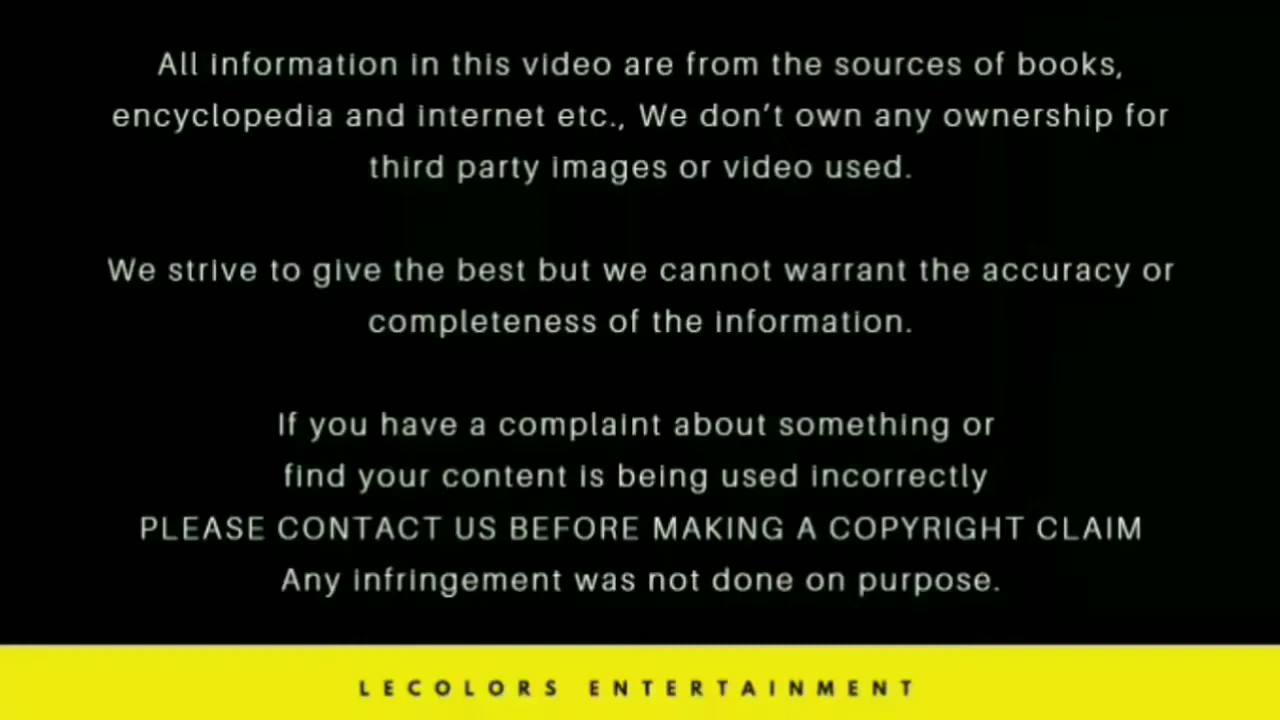 All information in this video are from the sources of books,
encyclopedia and internet etc., We don’t own any ownership for
third party images or video used.
We strive to give the best but we cannot warrant the accuracy or
completeness of the information.
If you have a complaint about something or
find your content is being used incorrectly
PLEASE CONTACT US BEFORE MAKING A COPYRIGHT CLAIM
Any infringement was not done on purpose.
LECOLORS ENTERTAINMENT